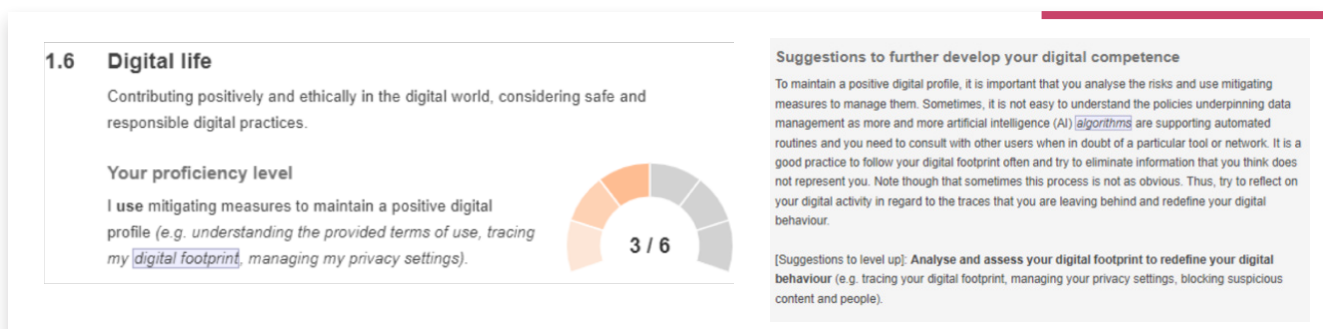 1.6 Digital life
Contributing positively and ethically in the digital world, considering safe and
responsible digital practices.
Your proficiency level
I use mitigating measures to maintain a positive digital
profile (e.g. understanding the provided terms of use, tracing
my digital footprint, managing my privacy settings).
3 / 6
Suggestions to further develop your digital competence
To maintain a positive digital profile, it is important that you analyse the risks and use mitigating
measures to manage them. Sometimes, it is not easy to understand the policies underpinning data
management as more and more artificial intelligence (AI) algorithms are supporting automated
routines and you need to consult with other users when in doubt of a particular tool or network. It is a
good practice to follow your digital footprint often and try to eliminate information that you think does
not represent you. Note though that sometimes this process is not as obvious. Thus, try to reflect on
your digital activity in regard to the traces that you are leaving behind and redefine your digital
behaviour.
[Suggestions to level up]: Analyse and assess your digital footprint to redefine your digital
behaviour (e.g. tracing your digital footprint, managing your privacy settings, blocking suspicious
content and people).